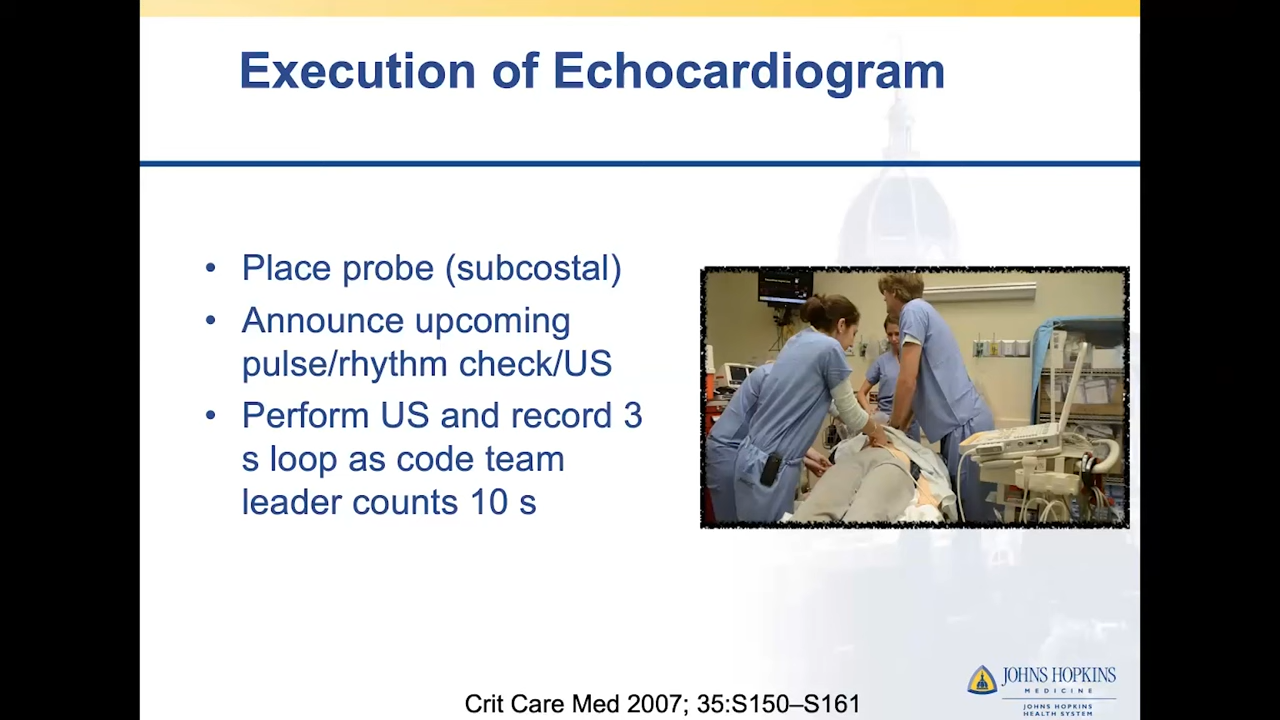 Execution of Echocardiogram
• Place probe (subcostal)
• Announce upcoming
pulse/rhythm check/US
• Perform US and record 3
s loop as code team
leader counts 10 s
Crit Care Med 2007; 35:S150–S161
JOHNS HOPKINS
MEDICINE
JOHNS HOPKINS
HEALTH SYSTEM